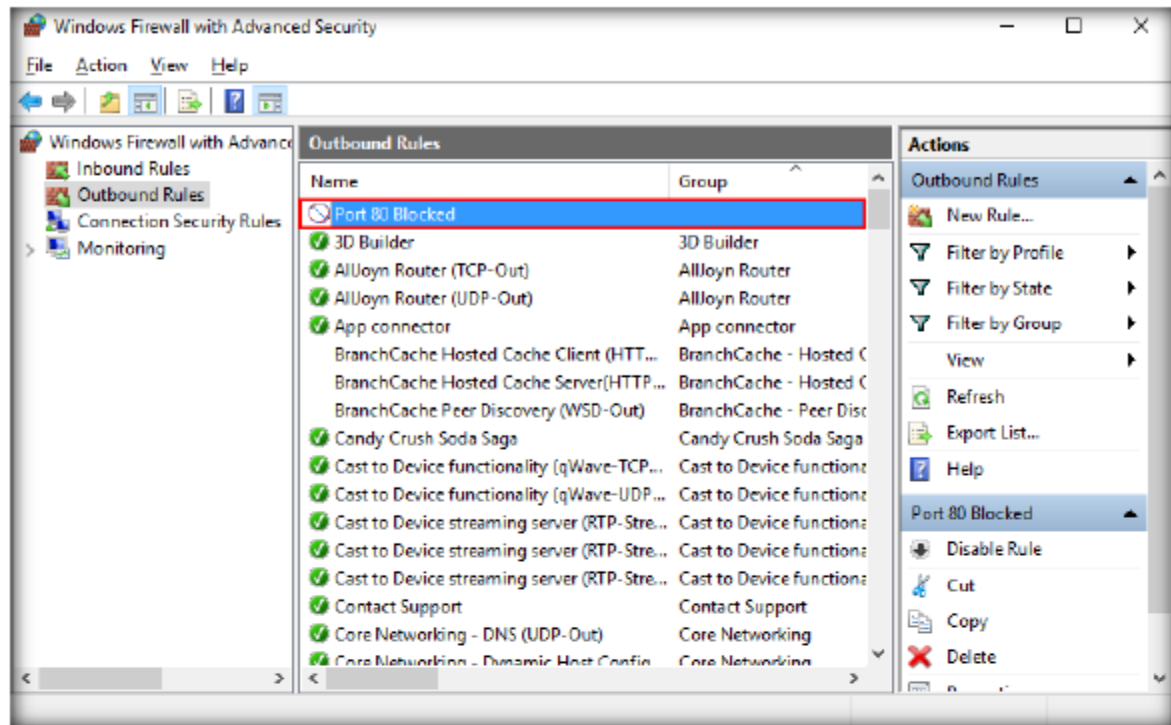 Windows Firewall with Advanced Security
File Action View Help
Windows Firewall with Advance
Inbound Rules
Outbound Rules
Connection Security Rules
Monitoring
Outbound Rules
Name Group
Port 80 Blocked
3D Builder 3D Builder
AllJoyn Router (TCP-Out) AllJoyn Router
AllJoyn Router (UDP-Out) AllJoyn Router
App connector App connector
BranchCache Hosted Cache Client (HTT... BranchCache - Hosted C
BranchCache Hosted Cache Server(HTTP... BranchCache - Hosted C
BranchCache Peer Discovery (WSD-Out) BranchCache - Peer Disc
Candy Crush Soda Saga Candy Crush Soda Saga
Cast to Device functionality (qWave-TCP... Cast to Device functiona
Cast to Device functionality (qWave-UDP... Cast to Device functiona
Cast to Device streaming server (RTP-Stre... Cast to Device functiona
Cast to Device streaming server (RTP-Stre... Cast to Device functiona
Cast to Device streaming server (RTP-Stre... Cast to Device functiona
Contact Support Contact Support
Core Networking - DNS (UDP-Out) Core Networking
Core Networking - Dynamic Host Config Core Networking
Actions
Outbound Rules
New Rule...
Filter by Profile
Filter by State
Filter by Group
View
Refresh
Export List...
Help
Port 80 Blocked
Disable Rule
Cut
Copy
Delete